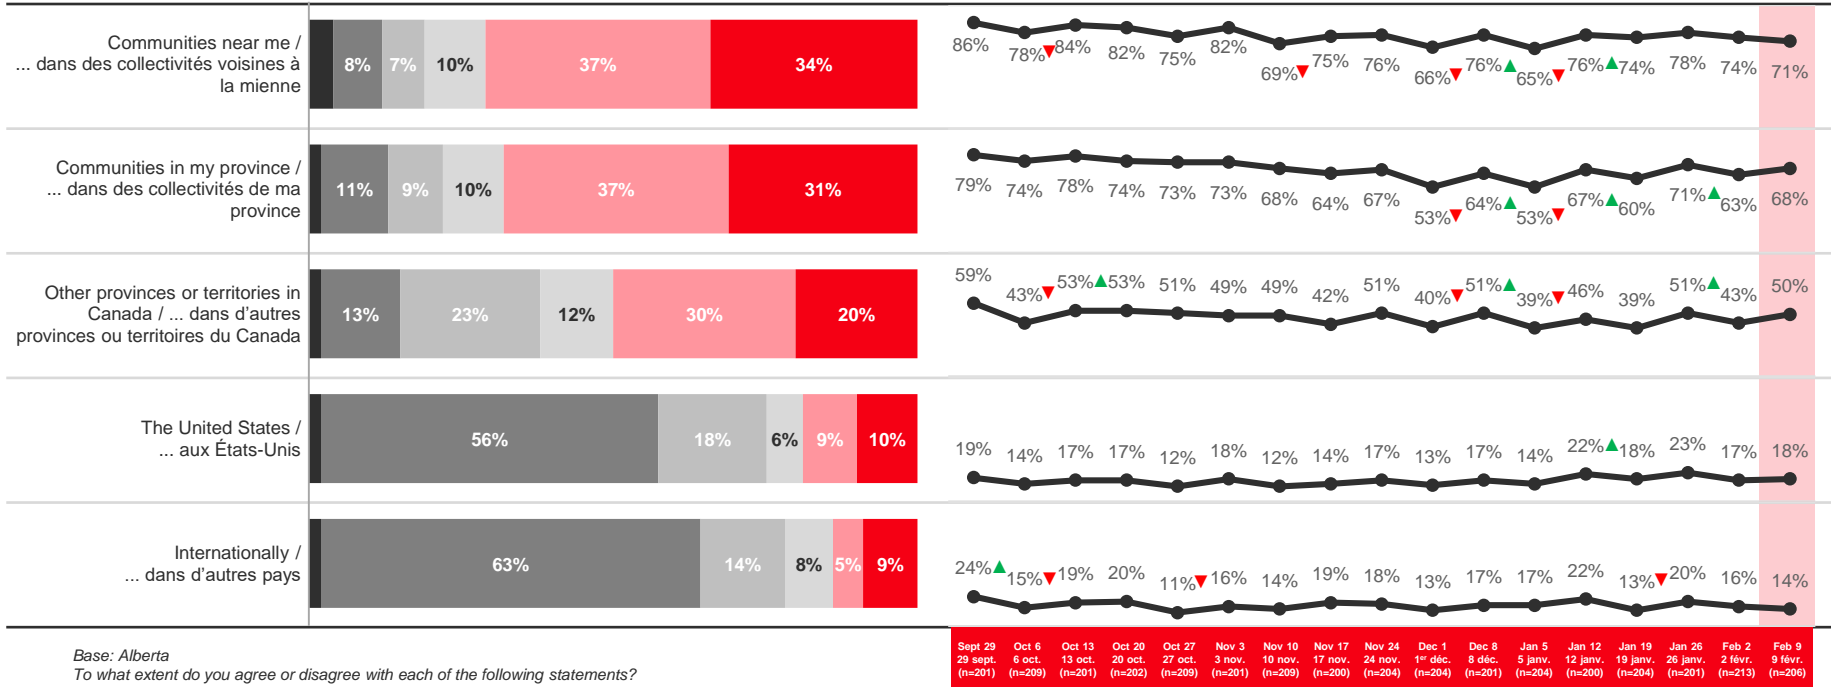 Communities near me /
... dans des collectivités voisines à
la mienne
8% 7% 10% 37% 34%
86% 78% 84% 82% 75% 82% 69% 75% 76% 66% 76% 65% 76% 74% 78% 74% 71%
Communities in my province /
... dans des collectivités de ma
province
11% 9% 10% 37% 31%
79% 74% 78% 74% 73% 73% 68% 64% 67% 53% 64% 53% 67% 60% 71% 63% 68%
Other provinces or territories in
Canada / ... dans d'autres
provinces ou territoires du Canada
13% 23% 12% 30% 20%
59% 43% 53% 53% 51% 49% 49% 42% 51% 40% 51% 39% 46% 39% 51% 43% 50%
The United States /
... aux États-Unis
56% 18% 6% 9% 10%
19% 14% 17% 17% 12% 18% 12% 14% 17% 13% 17% 14% 22% 18% 23% 17% 18%
Internationally /
... dans d'autres pays
63% 14% 8% 5% 9%
24% 15% 19% 20% 11% 16% 14% 19% 18% 13% 17% 17% 22% 13% 20% 16% 14%
Sept 29 Oct 6 Oct 13 Oct 20 Oct 27 Nov 3 Nov 10 Nov 17 Nov 24 Dec 1 Dec 8 Jan 5 Jan 12 Jan 19 Jan 26 Feb 2 Feb 9
29 sept. 6 oct. 13 oct. 20 oct. 27 oct. 3 nov. 10 nov. 17 nov. 24 nov. 1er déc. 8 déc. 5 janv. 12 janv. 19 janv. 26 janv. 2 févr. 9 févr.
(n=201) (n=209) (n=201) (n=202) (n=209) (n=201) (n=209) (n=200) (n=204) (n=204) (n=201) (n=204) (n=200) (n=204) (n=201) (n=213) (n=206)
Base: Alberta
To what extent do you agree or disagree with each of the following statements?